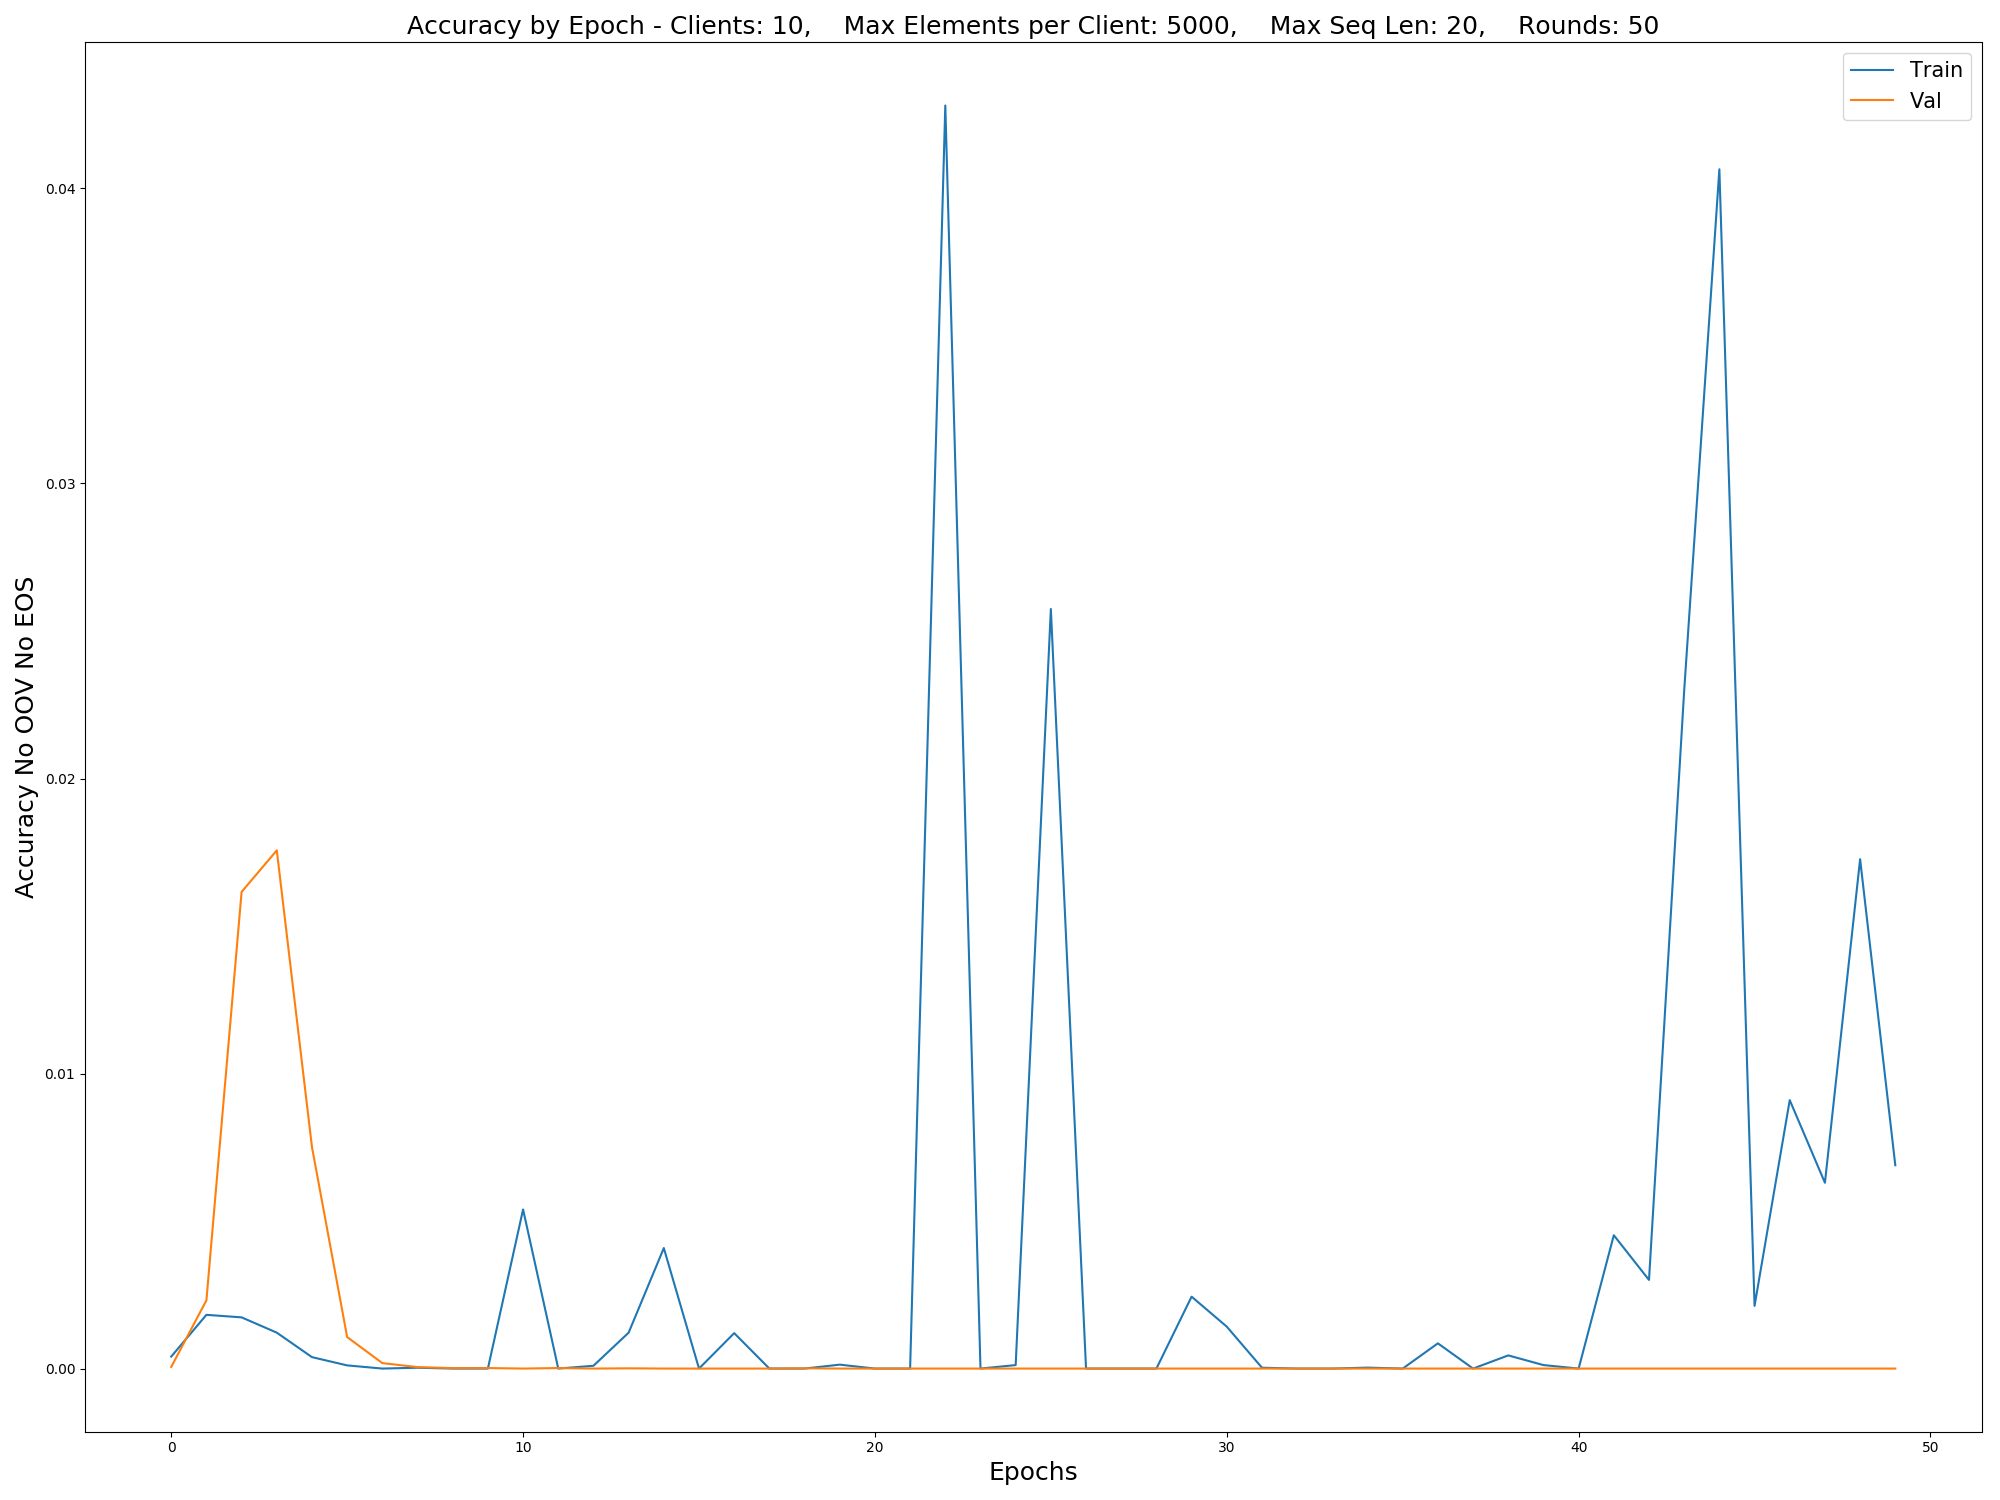 Accuracy by Epoch - Clients: 10,    Max Elements per Client: 5000,    Max Seq Len: 20,    Rounds: 50
Train
Val
Accuracy No OOV No EOS
0.04
0.03
0.02
0.01
0.00
0
10
20
30
40
50
Epochs